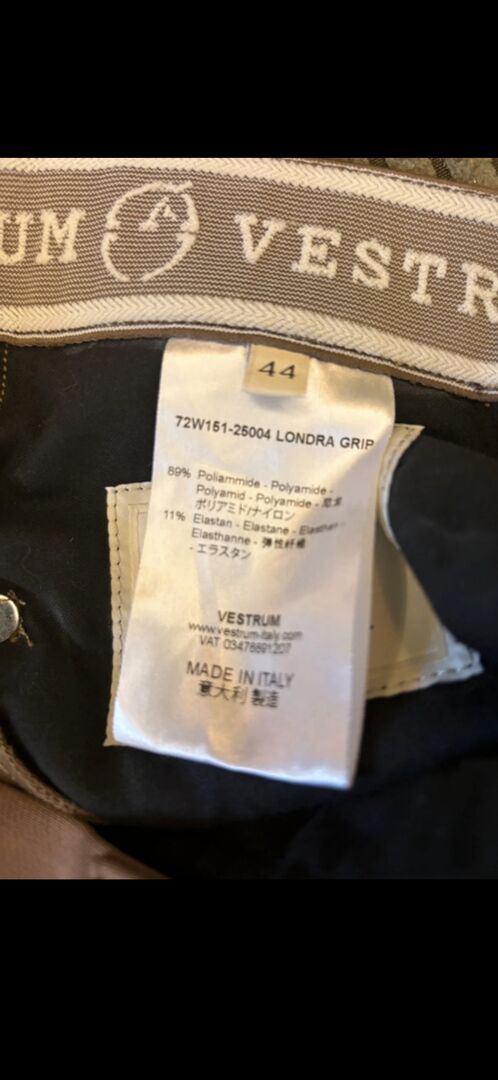 UM VESTR
44
72W151-25004 LONDRA GRIP
89% Poliammide - Polyamide -
Polyamid - Polyamide - 尼龙
ポリアミド/ナイロン
11% Elastan - Elastane - Elasthan -
Elasthanne - 弹性纤维
- エラスタン
VESTRUM
www.vestrum-italy.com
VAT 03476891207
MADE IN ITALY
意大利 製造